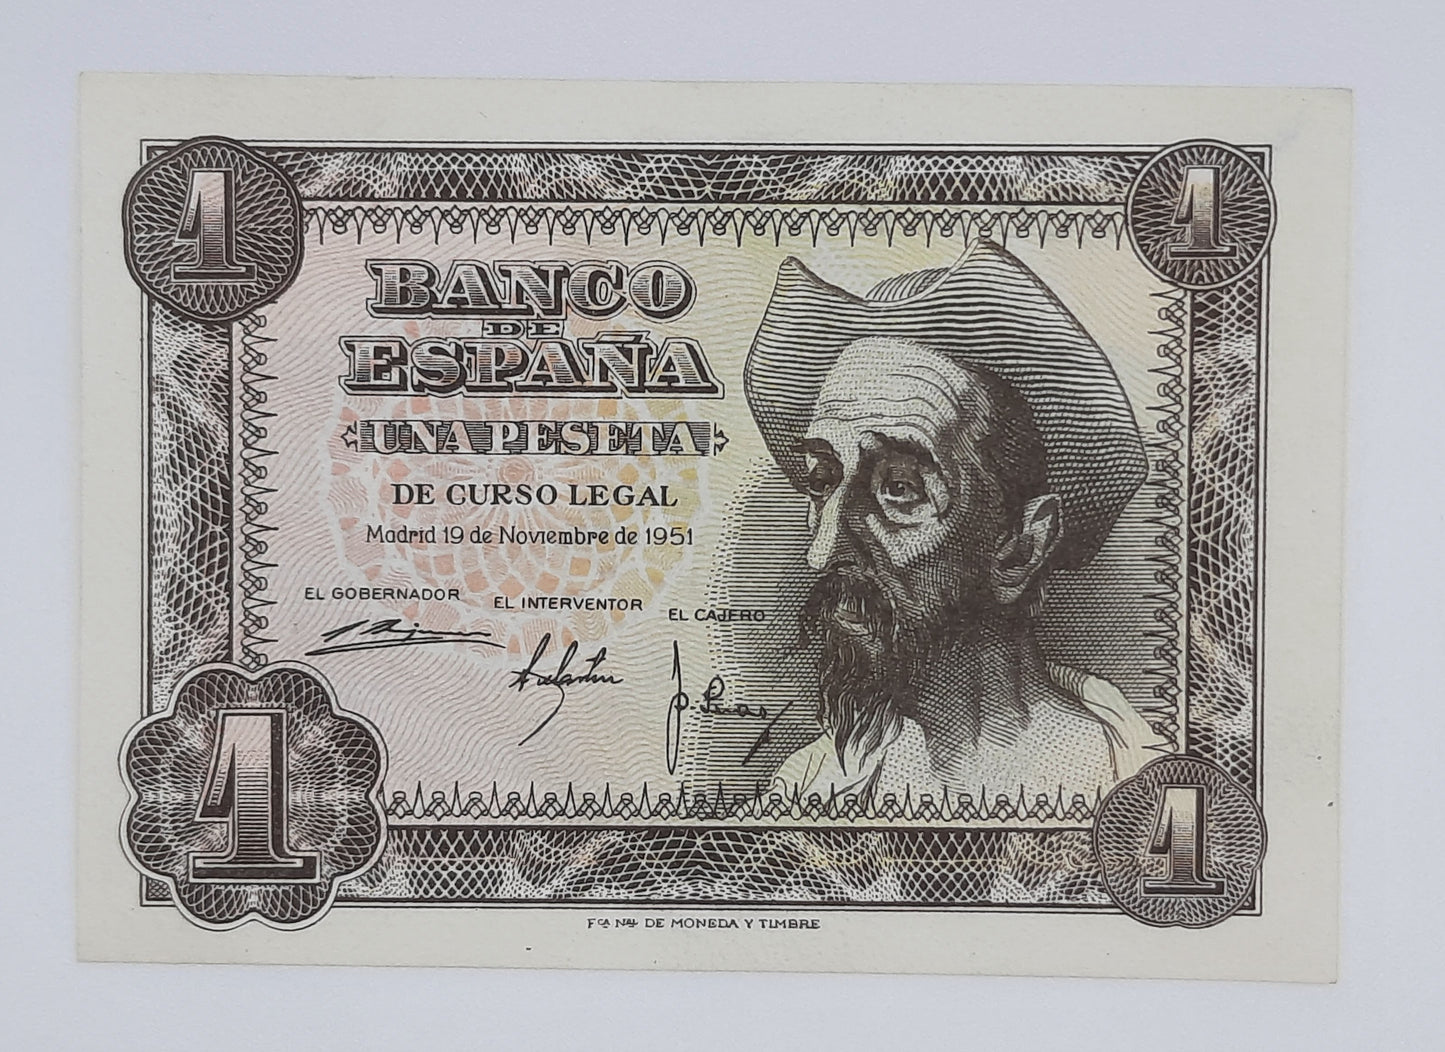 1 1
BANCO
DE
ESPAÑA
UNA PESETA
DE CURSO LEGAL
Madrid 19 de Noviembre de 1951
EL GOBERNADOR EL INTERVENTOR EL CAJERO
1 1
Fca Nal DE MONEDA Y TIMBRE